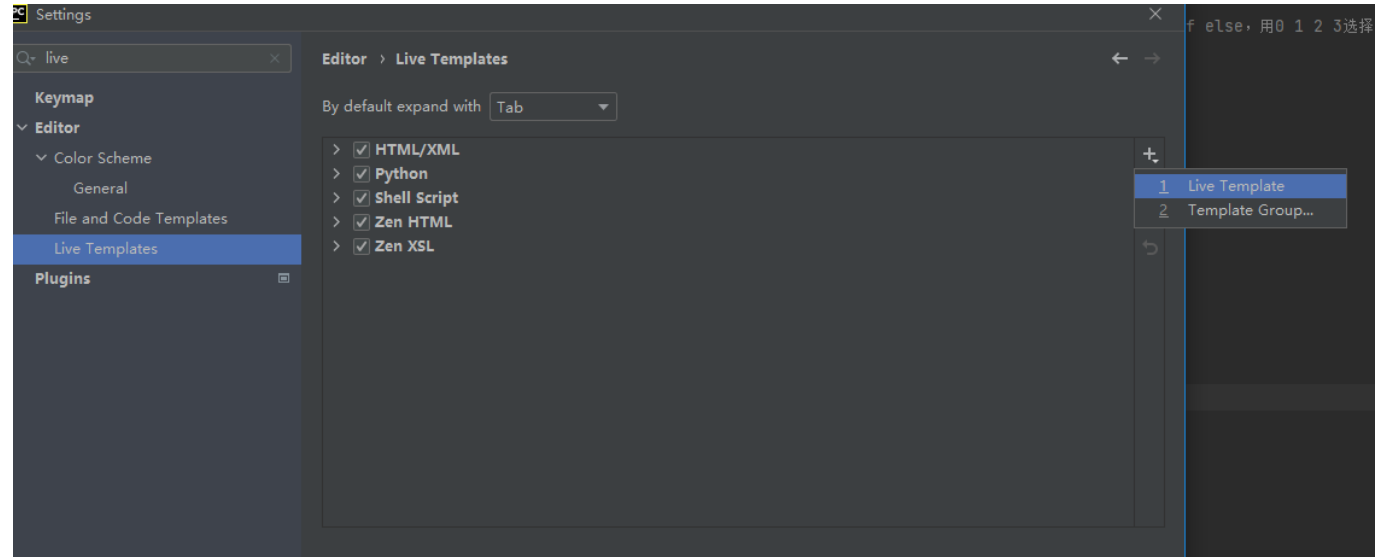 PC Settings
f else，用0 1 2 3选择
live
Editor › Live Templates
Keymap
By default expand with Tab
Editor
Color Scheme
General
File and Code Templates
Live Templates
Plugins
HTML/XML
Python
Shell Script
Zen HTML
Zen XSL
1 Live Template
2 Template Group...